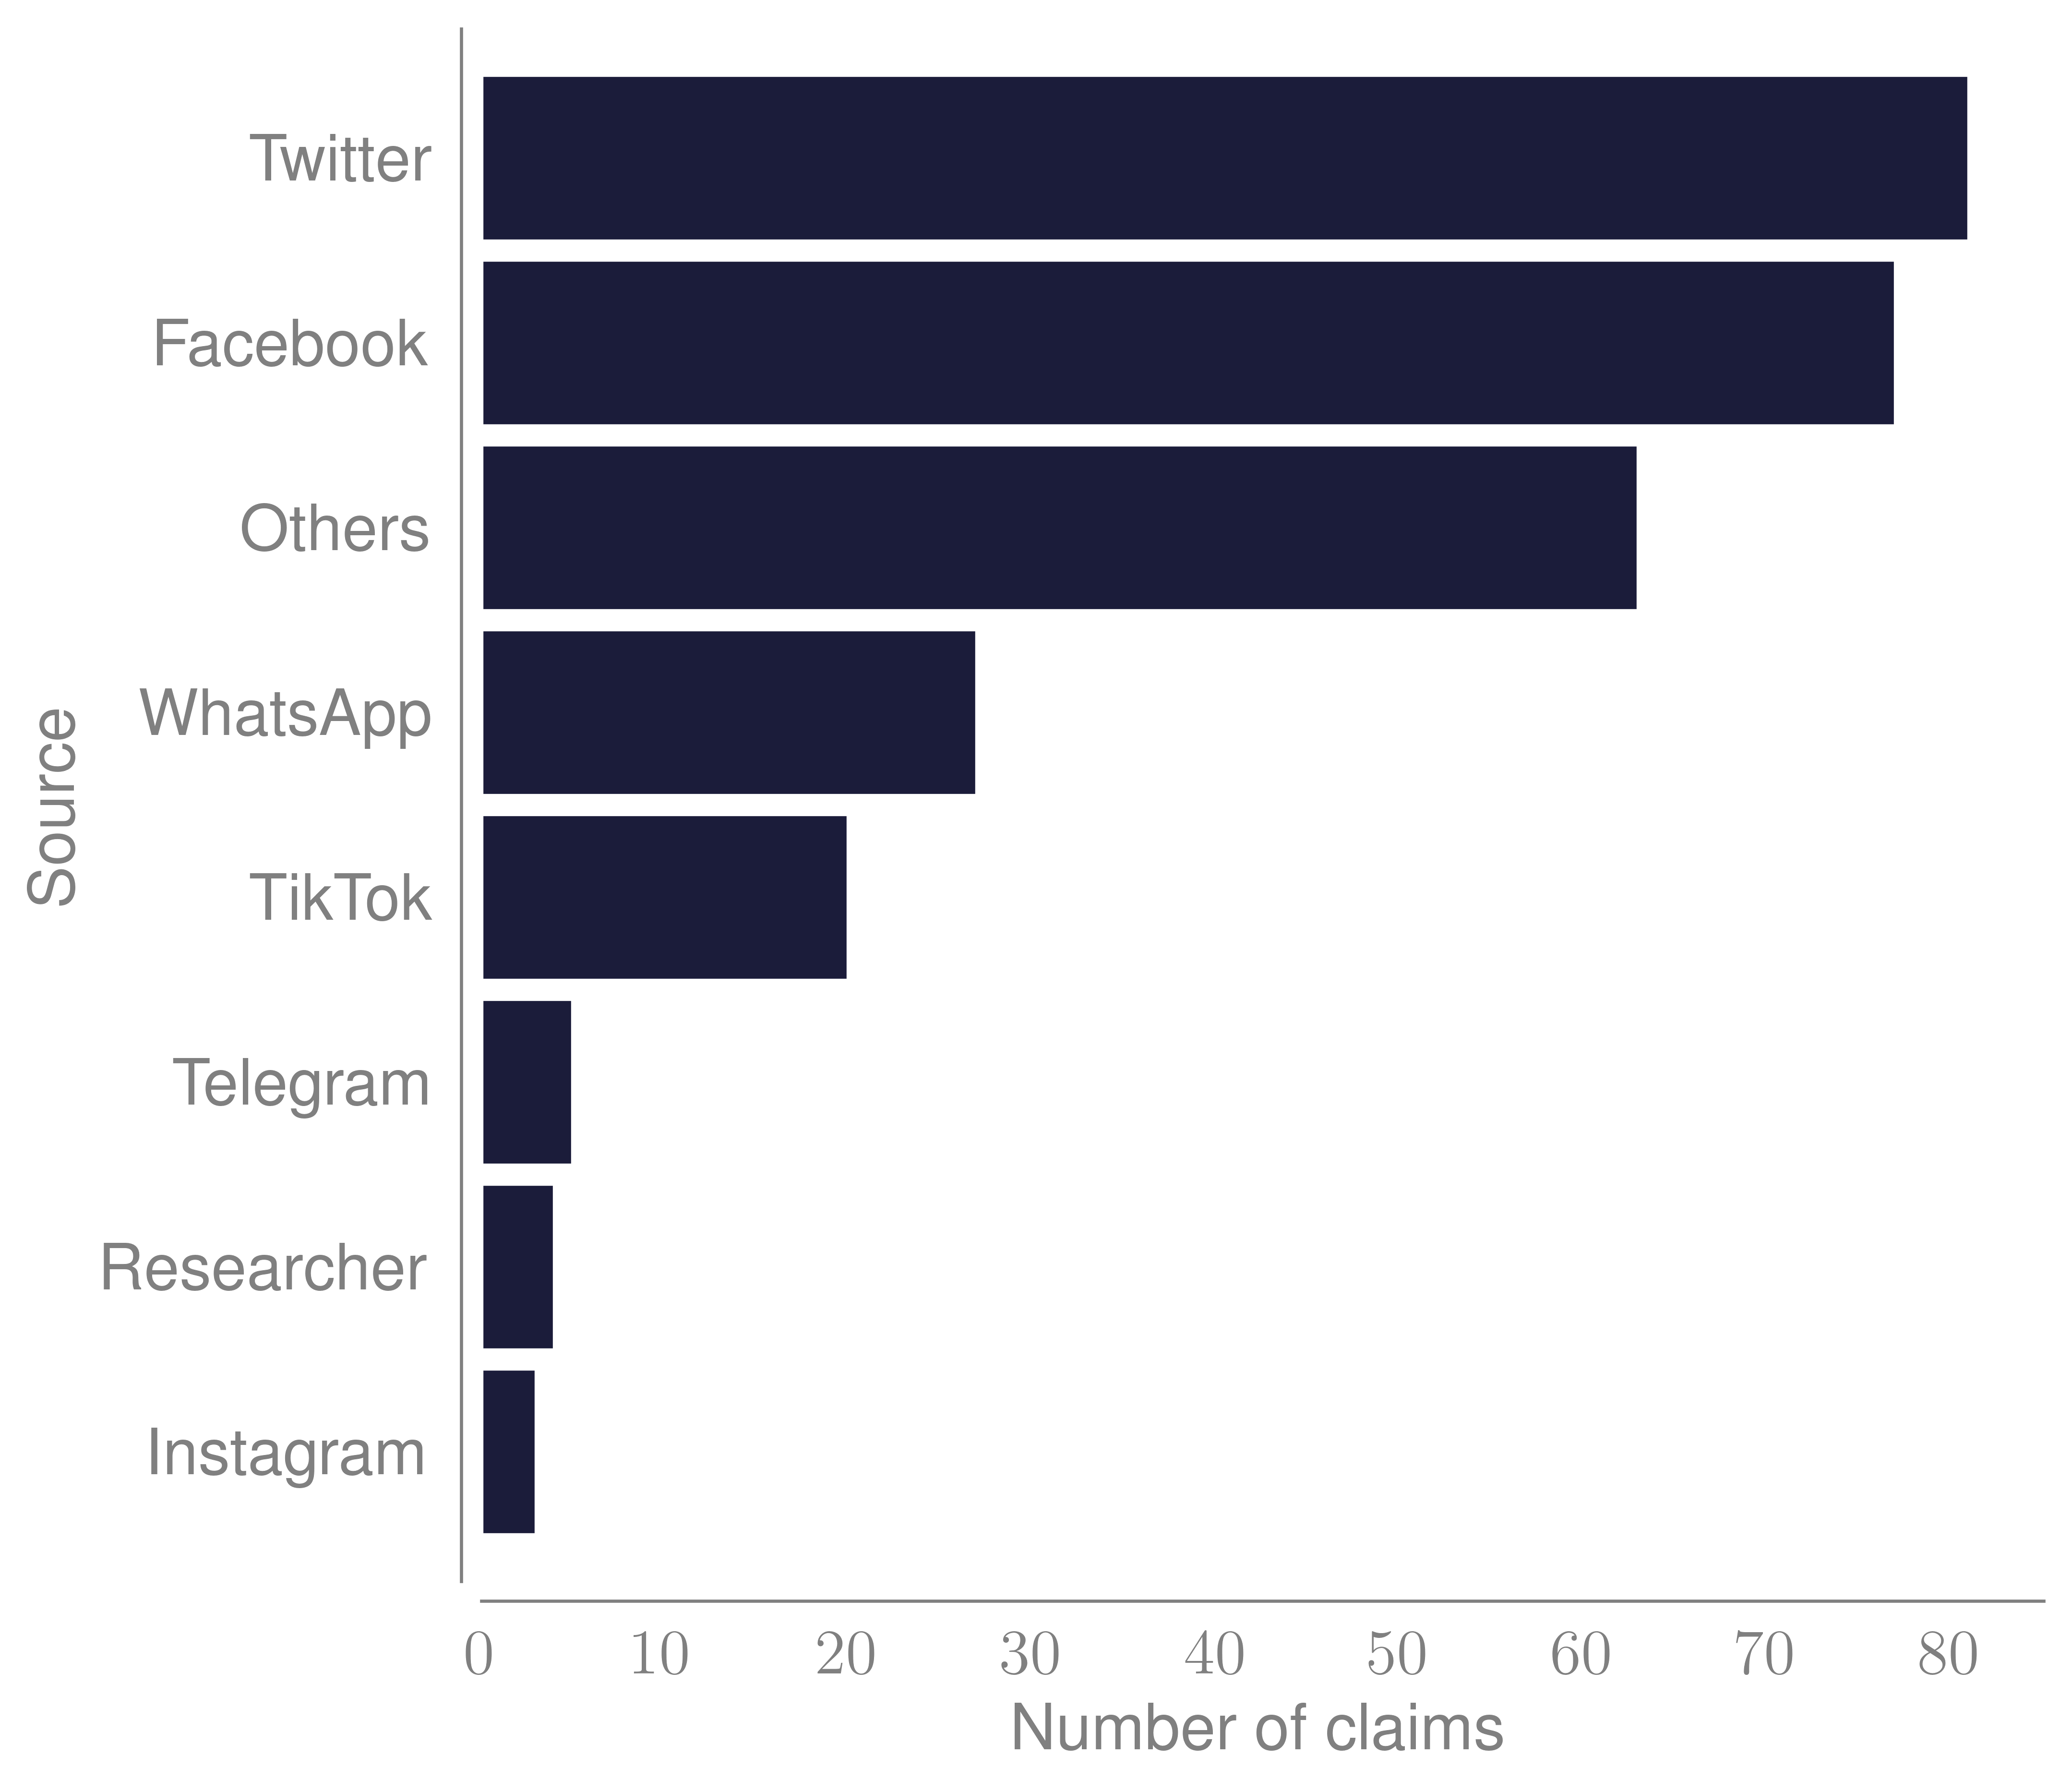 Twitter
Facebook
Others
WhatsApp
TikTok
Telegram
Researcher
Instagram
Source
0 10 20 30 40 50 60 70 80
Number of claims